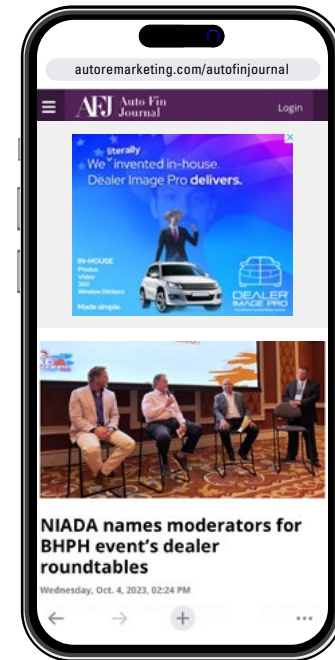 autoremarketing.com/autofinjournal
AFJ Auto Fin
Journal
Login
literally
We ˅ invented in-house.
Dealer Image Pro delivers.
IN-HOUSE
Photos
Video
360
Window Stickers
Made simple.
DEALER
IMAGE PRO
NIADA names moderators for
BHPH event's dealer
roundtables
Wednesday, Oct. 4, 2023, 02:24 PM